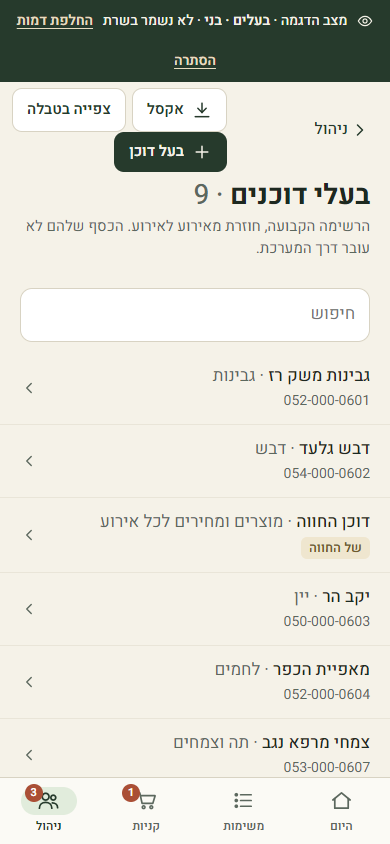 מצב הדגמה · בעלים · בני · לא נשמר בשרת החלפת דמות
הסתרה
ניהול
אקסל
צפייה בטבלה
בעל דוכן
בעלי דוכנים · 9
הרשימה הקבועה, חוזרת מאירוע לאירוע. הכסף שלהם לא
עובר דרך המערכת.
חיפוש
גבינות משק רז · גבינות
052-000-0601
דבש גלעד · דבש
054-000-0602
דוכן החווה · מוצרים ומחירים לכל אירוע
של החווה
יקב הר · יין
050-000-0603
מאפיית הכפר · לחמים
052-000-0604
צמחי מרפא נגב · תה וצמחים
053-000-0607
היום
משימות
1
קניות
3
ניהול